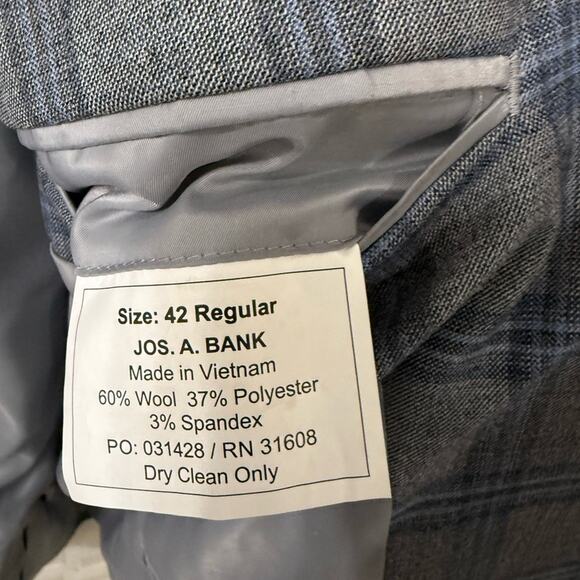 Size: 42 Regular
JOS. A. BANK
Made in Vietnam
60% Wool 37% Polyester
3% Spandex
PO: 031428 / RN 31608
Dry Clean Only